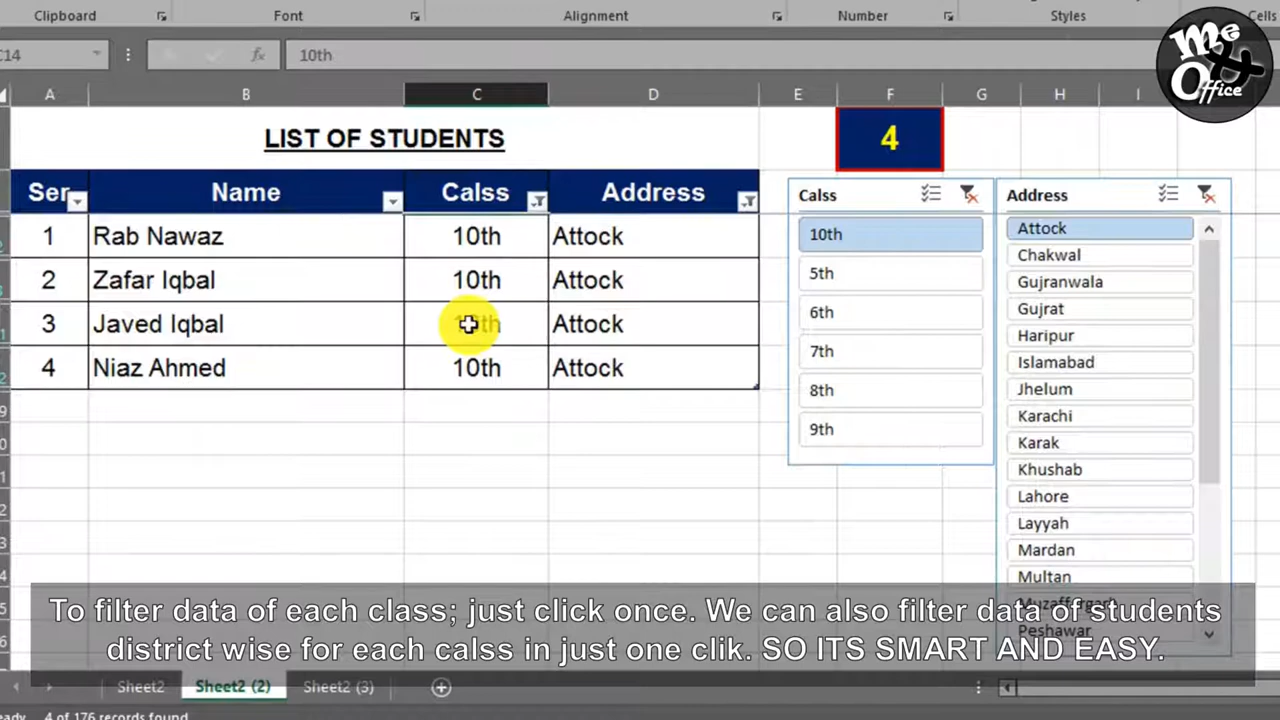 Clipboard Font Alignment Number Styles Cells
Me & Office
C14 fx 10th
A B C D E F G H I
LIST OF STUDENTS 4
Ser Name Calss Address
1 Rab Nawaz 10th Attock
2 Zafar Iqbal 10th Attock
3 Javed Iqbal 10th Attock
4 Niaz Ahmed 10th Attock
Calss
10th
5th
6th
7th
8th
9th
Address
Attock
Chakwal
Gujranwala
Gujrat
Haripur
Islamabad
Jhelum
Karachi
Karak
Khushab
Lahore
Layyah
Mardan
Multan
Muzaffargarh
Peshawar
To filter data of each class; just click once. We can also filter data of students
district wise for each calss in just one clik. SO ITS SMART AND EASY.
Sheet2 Sheet2 (2) Sheet2 (3)
4 of 176 records found